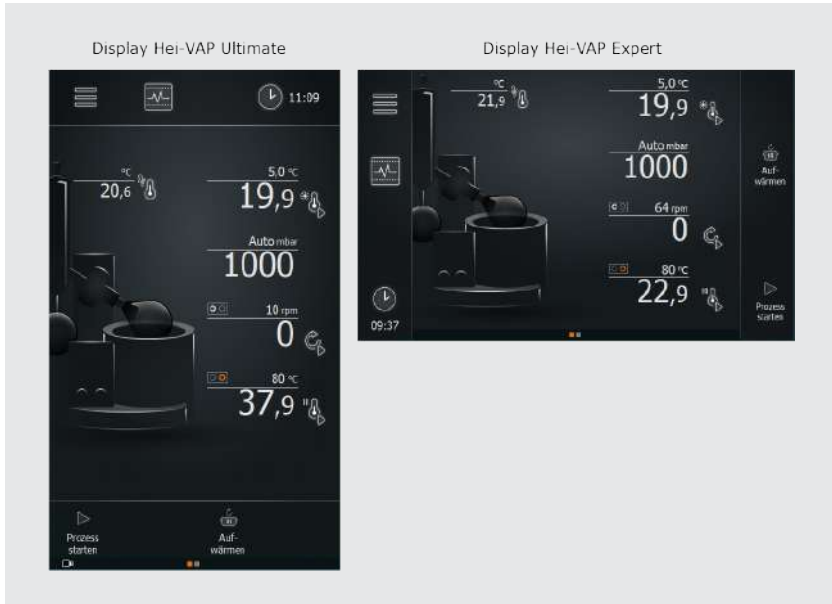 Display Hei-VAP Ultimate
11:09
°C
20,6
5,0 °C
19,9
Auto mbar
1000
10 rpm
0
80 °C
37,9
Prozess
starten
Auf-
wärmen
Display Hei-VAP Expert
°C
21,9
5,0 °C
19,9
Auto mbar
1000
64 rpm
0
80 °C
22,9
09:37
Auf-
wärmen
Prozess
starten